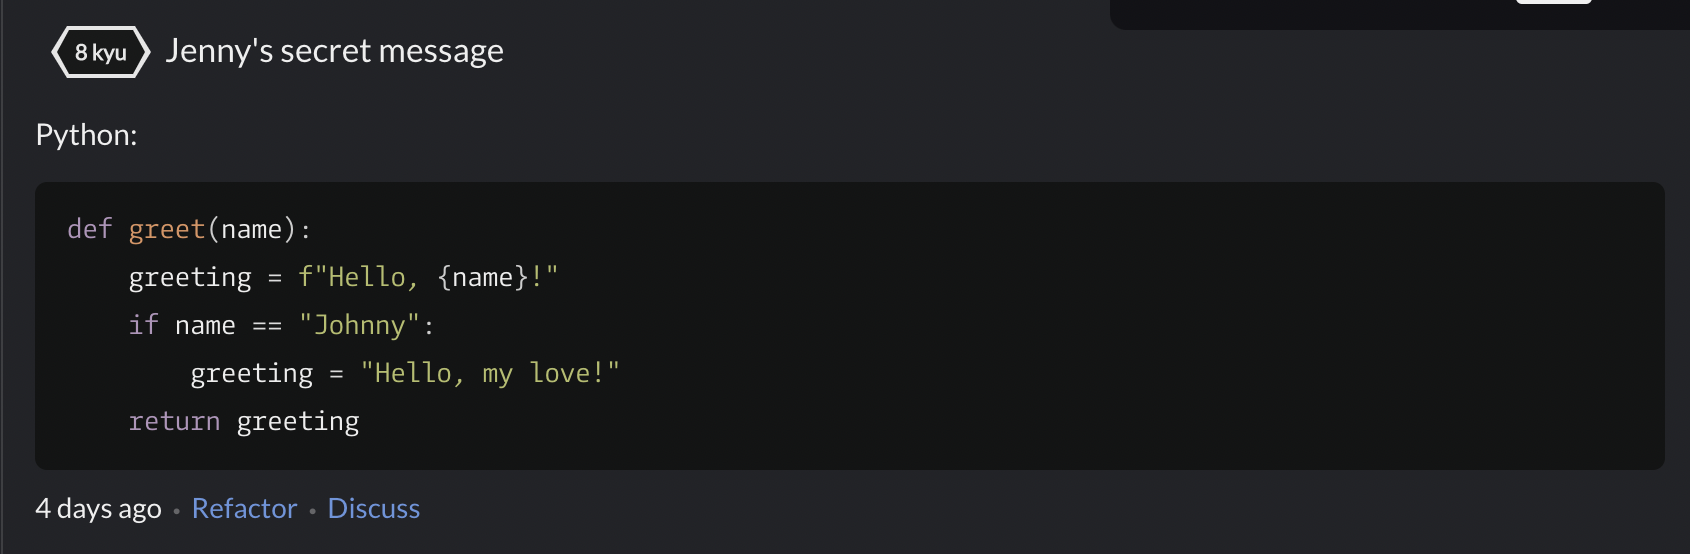 8 kyu Jenny's secret message
Python:
def greet(name):
    greeting = f"Hello, {name}!"
    if name == "Johnny":
        greeting = "Hello, my love!"
    return greeting
4 days ago • Refactor • Discuss